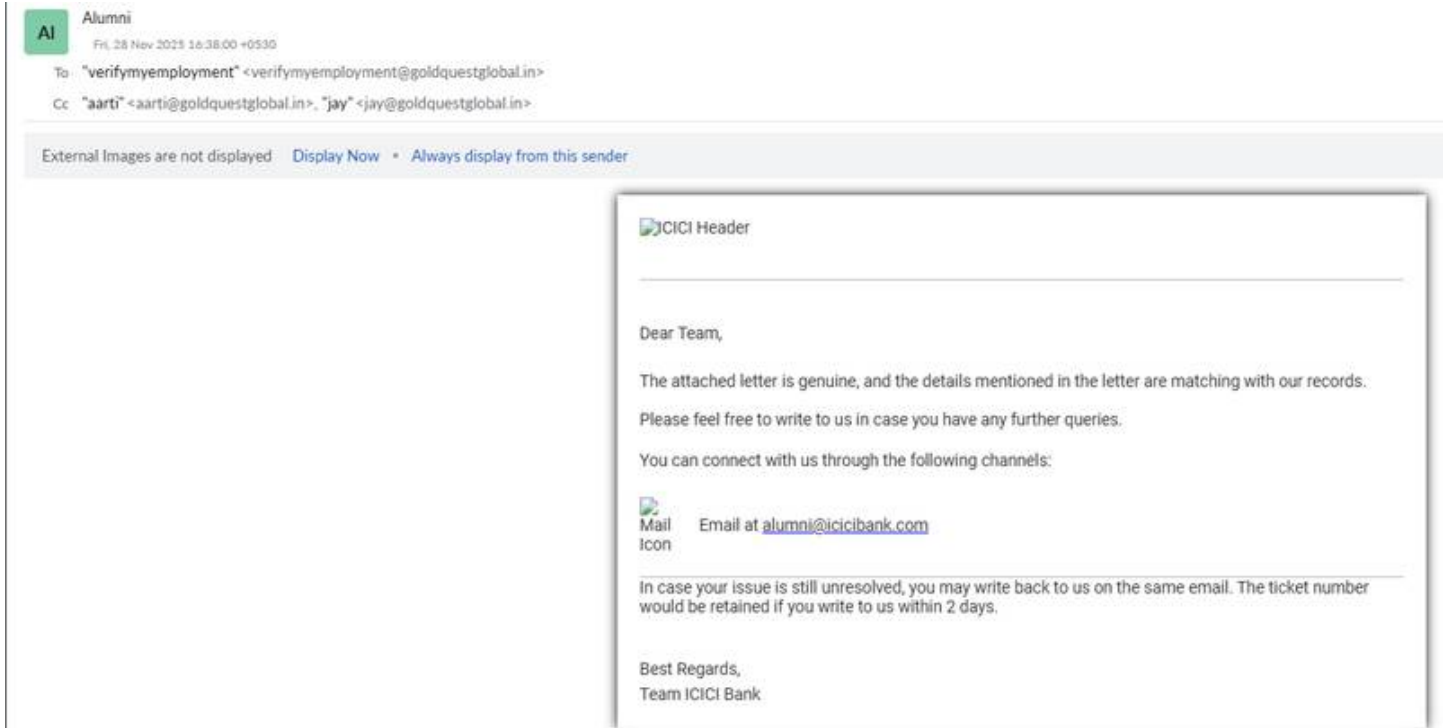 AI
Alumni
Fri, 28 Nov 2025 16:38:00 +0530
To "verifymyemployment" <verifymyemployment@goldquestglobal.in>
Cc "aarti" <aarti@goldquestglobal.in>, "jay" <jay@goldquestglobal.in>
External Images are not displayed Display Now • Always display from this sender
ICICI Header
Dear Team,
The attached letter is genuine, and the details mentioned in the letter are matching with our records.
Please feel free to write to us in case you have any further queries.
You can connect with us through the following channels:
Mail
Icon
Email at alumni@icicibank.com
In case your issue is still unresolved, you may write back to us on the same email. The ticket number
would be retained if you write to us within 2 days.
Best Regards,
Team ICICI Bank